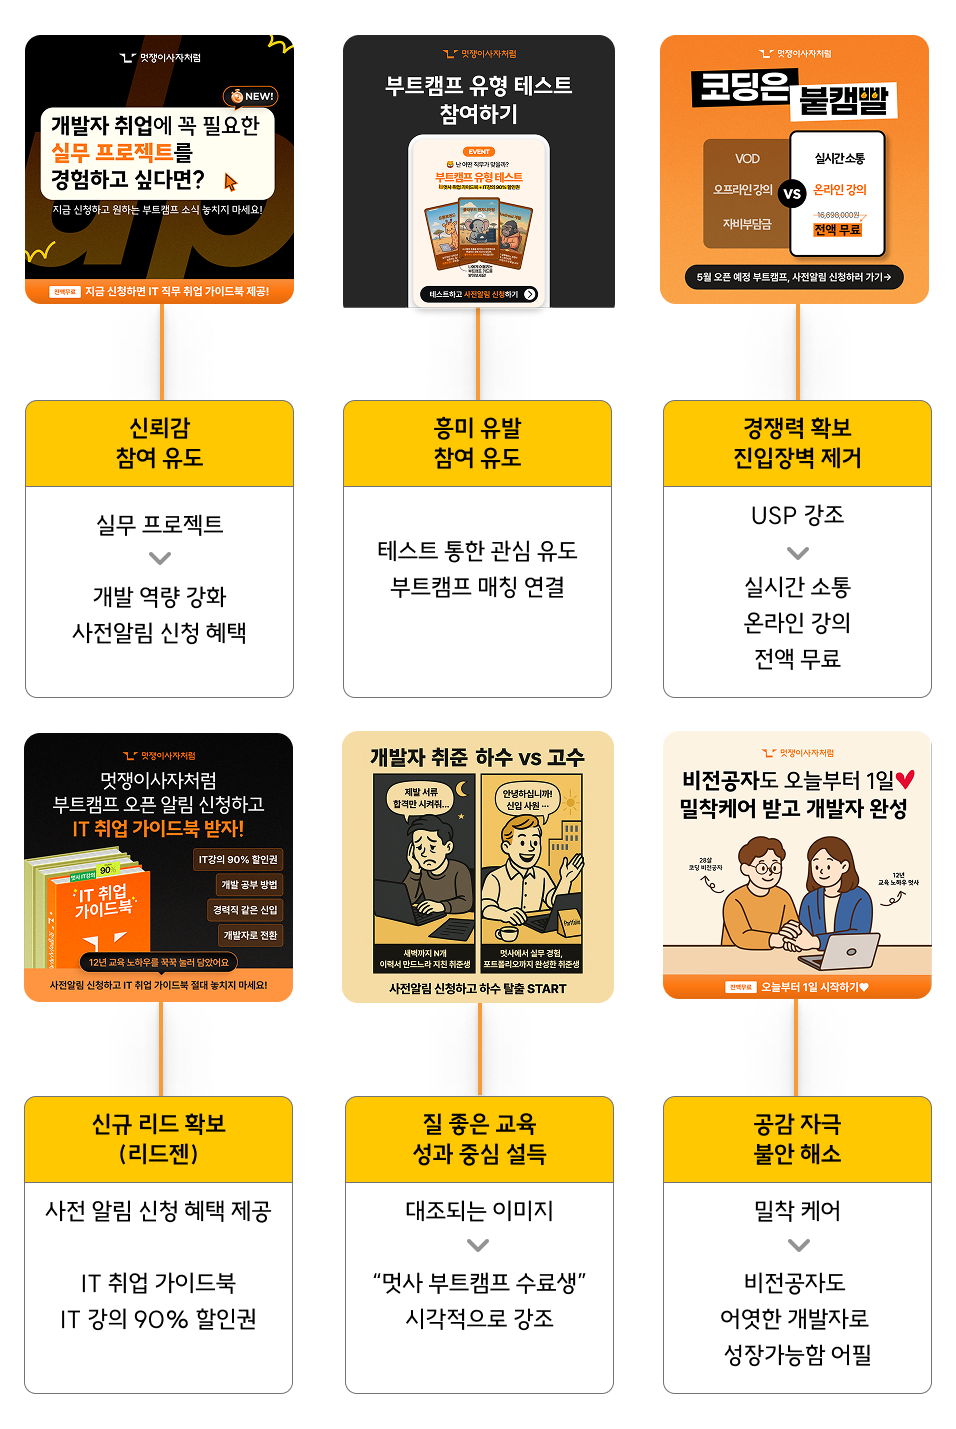 멋쟁이사자처럼
NEW!
개발자 취업에 꼭 필요한
실무 프로젝트를
경험하고 싶다면?
지금 신청하고 원하는 부트캠프 소식 놓치지 마세요!
전액무료 지금 신청하면 IT 직무 취업 가이드북 제공!
신뢰감
참여 유도
실무 프로젝트
개발 역량 강화
사전알림 신청 혜택
멋쟁이사자처럼
부트캠프 유형 테스트
참여하기
EVENT
난 어떤 직무가 맞을까?
부트캠프 유형 테스트
멋사 취업 가이드북 + IT강의 90% 할인권
테스트하고 사전알림 신청하기
흥미 유발
참여 유도
테스트 통한 관심 유도
부트캠프 매칭 연결
멋쟁이사자처럼
코딩은
붙캠빨
VOD
오프라인 강의
자비부담금
VS
실시간 소통
온라인 강의
16,698,000원
전액 무료
5월 오픈 예정 부트캠프, 사전알림 신청하러 가기→
경쟁력 확보
진입장벽 제거
USP 강조
실시간 소통
온라인 강의
전액 무료
멋쟁이사자처럼
멋쟁이사자처럼
부트캠프 오픈 알림 신청하고
IT 취업 가이드북 받자!
멋사 IT강의
90%
IT 취업
가이드북
IT강의 90% 할인권
개발 공부 방법
경력직 같은 신입
개발자로 전환
12년 교육 노하우를 꾹꾹 눌러 담았어요
사전알림 신청하고 IT 취업 가이드북 절대 놓치지 마세요!
신규 리드 확보
(리드젠)
사전 알림 신청 혜택 제공
IT 취업 가이드북
IT 강의 90% 할인권
개발자 취준 하수 vs 고수
제발 서류
합격만 시켜줘...
새벽까지 N개
이력서 만드느라 지친 취준생
안녕하십니까!
신입 사원 ...
Portfolio
멋사에서 실무 경험,
포트폴리오까지 완성한 취준생
사전알림 신청하고 하수 탈출 START
질 좋은 교육
성과 중심 설득
대조되는 이미지
“멋사 부트캠프 수료생”
시각적으로 강조
멋쟁이사자처럼
비전공자도 오늘부터 1일♥
밀착케어 받고 개발자 완성
28살
코딩 비전공자
12년
교육 노하우 멋사
전액무료 오늘부터 1일 시작하기♥
공감 자극
불안 해소
밀착 케어
비전공자도
어엿한 개발자로
성장가능함 어필